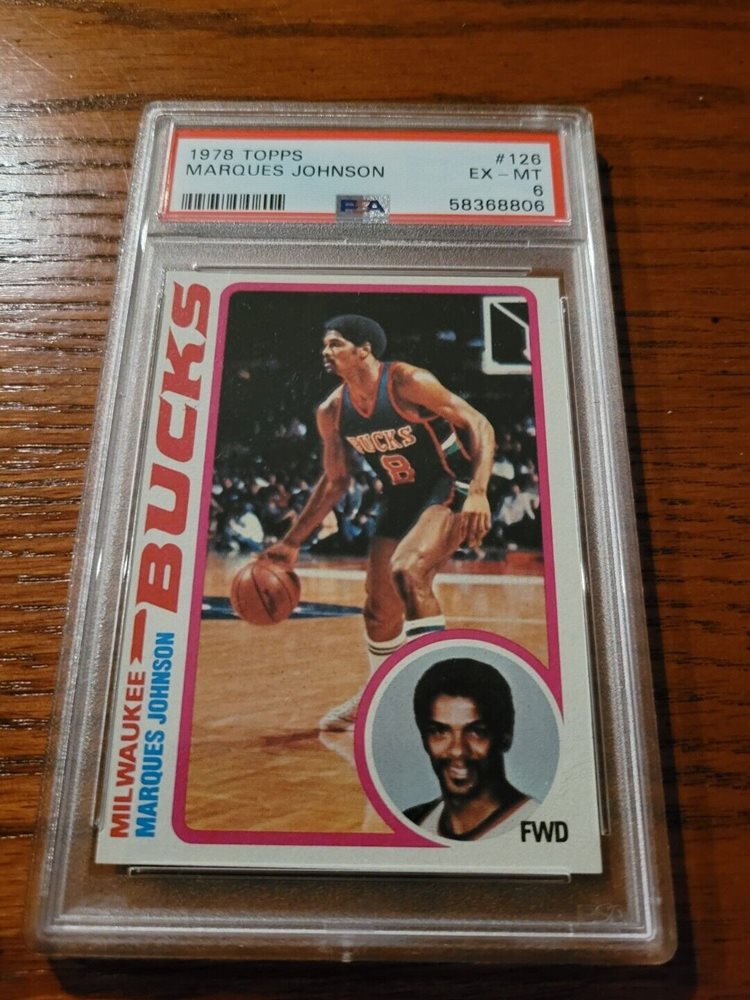 1978 TOPPS
MARQUES JOHNSON
#126
EX - MT
6
58368806
PSA
MILWAUKEE BUCKS
MARQUES JOHNSON
BUCKS
8
FWD